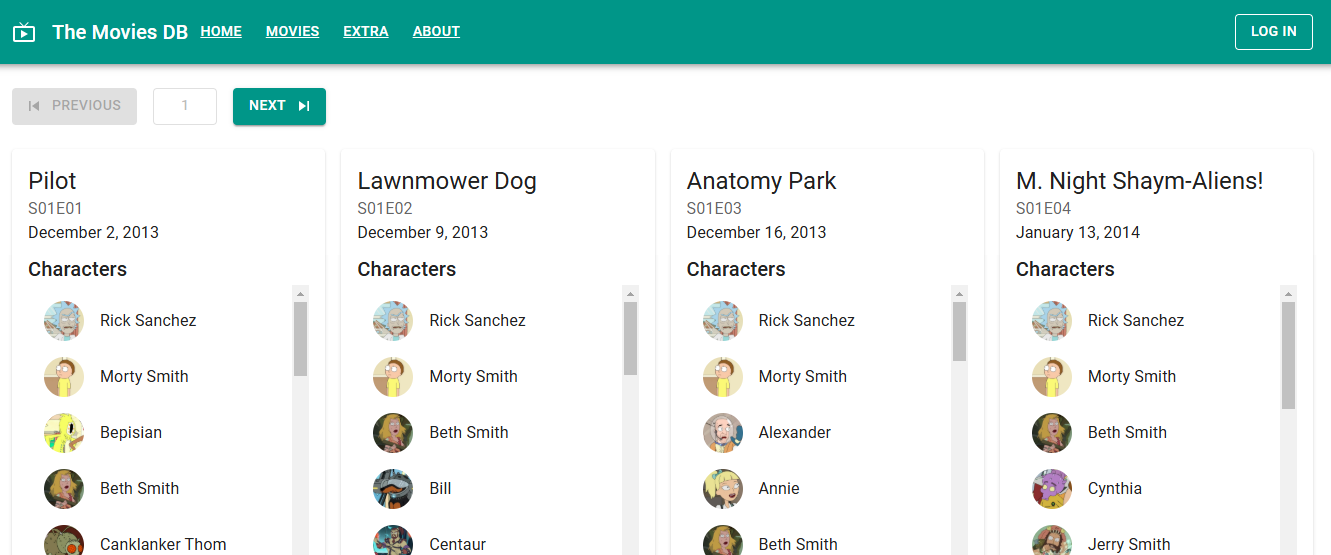 The Movies DB HOME MOVIES EXTRA ABOUT LOG IN
PREVIOUS 1 NEXT
Pilot
S01E01
December 2, 2013
Characters
Rick Sanchez
Morty Smith
Bepisian
Beth Smith
Canklanker Thom
Lawnmower Dog
S01E02
December 9, 2013
Characters
Rick Sanchez
Morty Smith
Beth Smith
Bill
Centaur
Anatomy Park
S01E03
December 16, 2013
Characters
Rick Sanchez
Morty Smith
Alexander
Annie
Beth Smith
M. Night Shaym-Aliens!
S01E04
January 13, 2014
Characters
Rick Sanchez
Morty Smith
Beth Smith
Cynthia
Jerry Smith